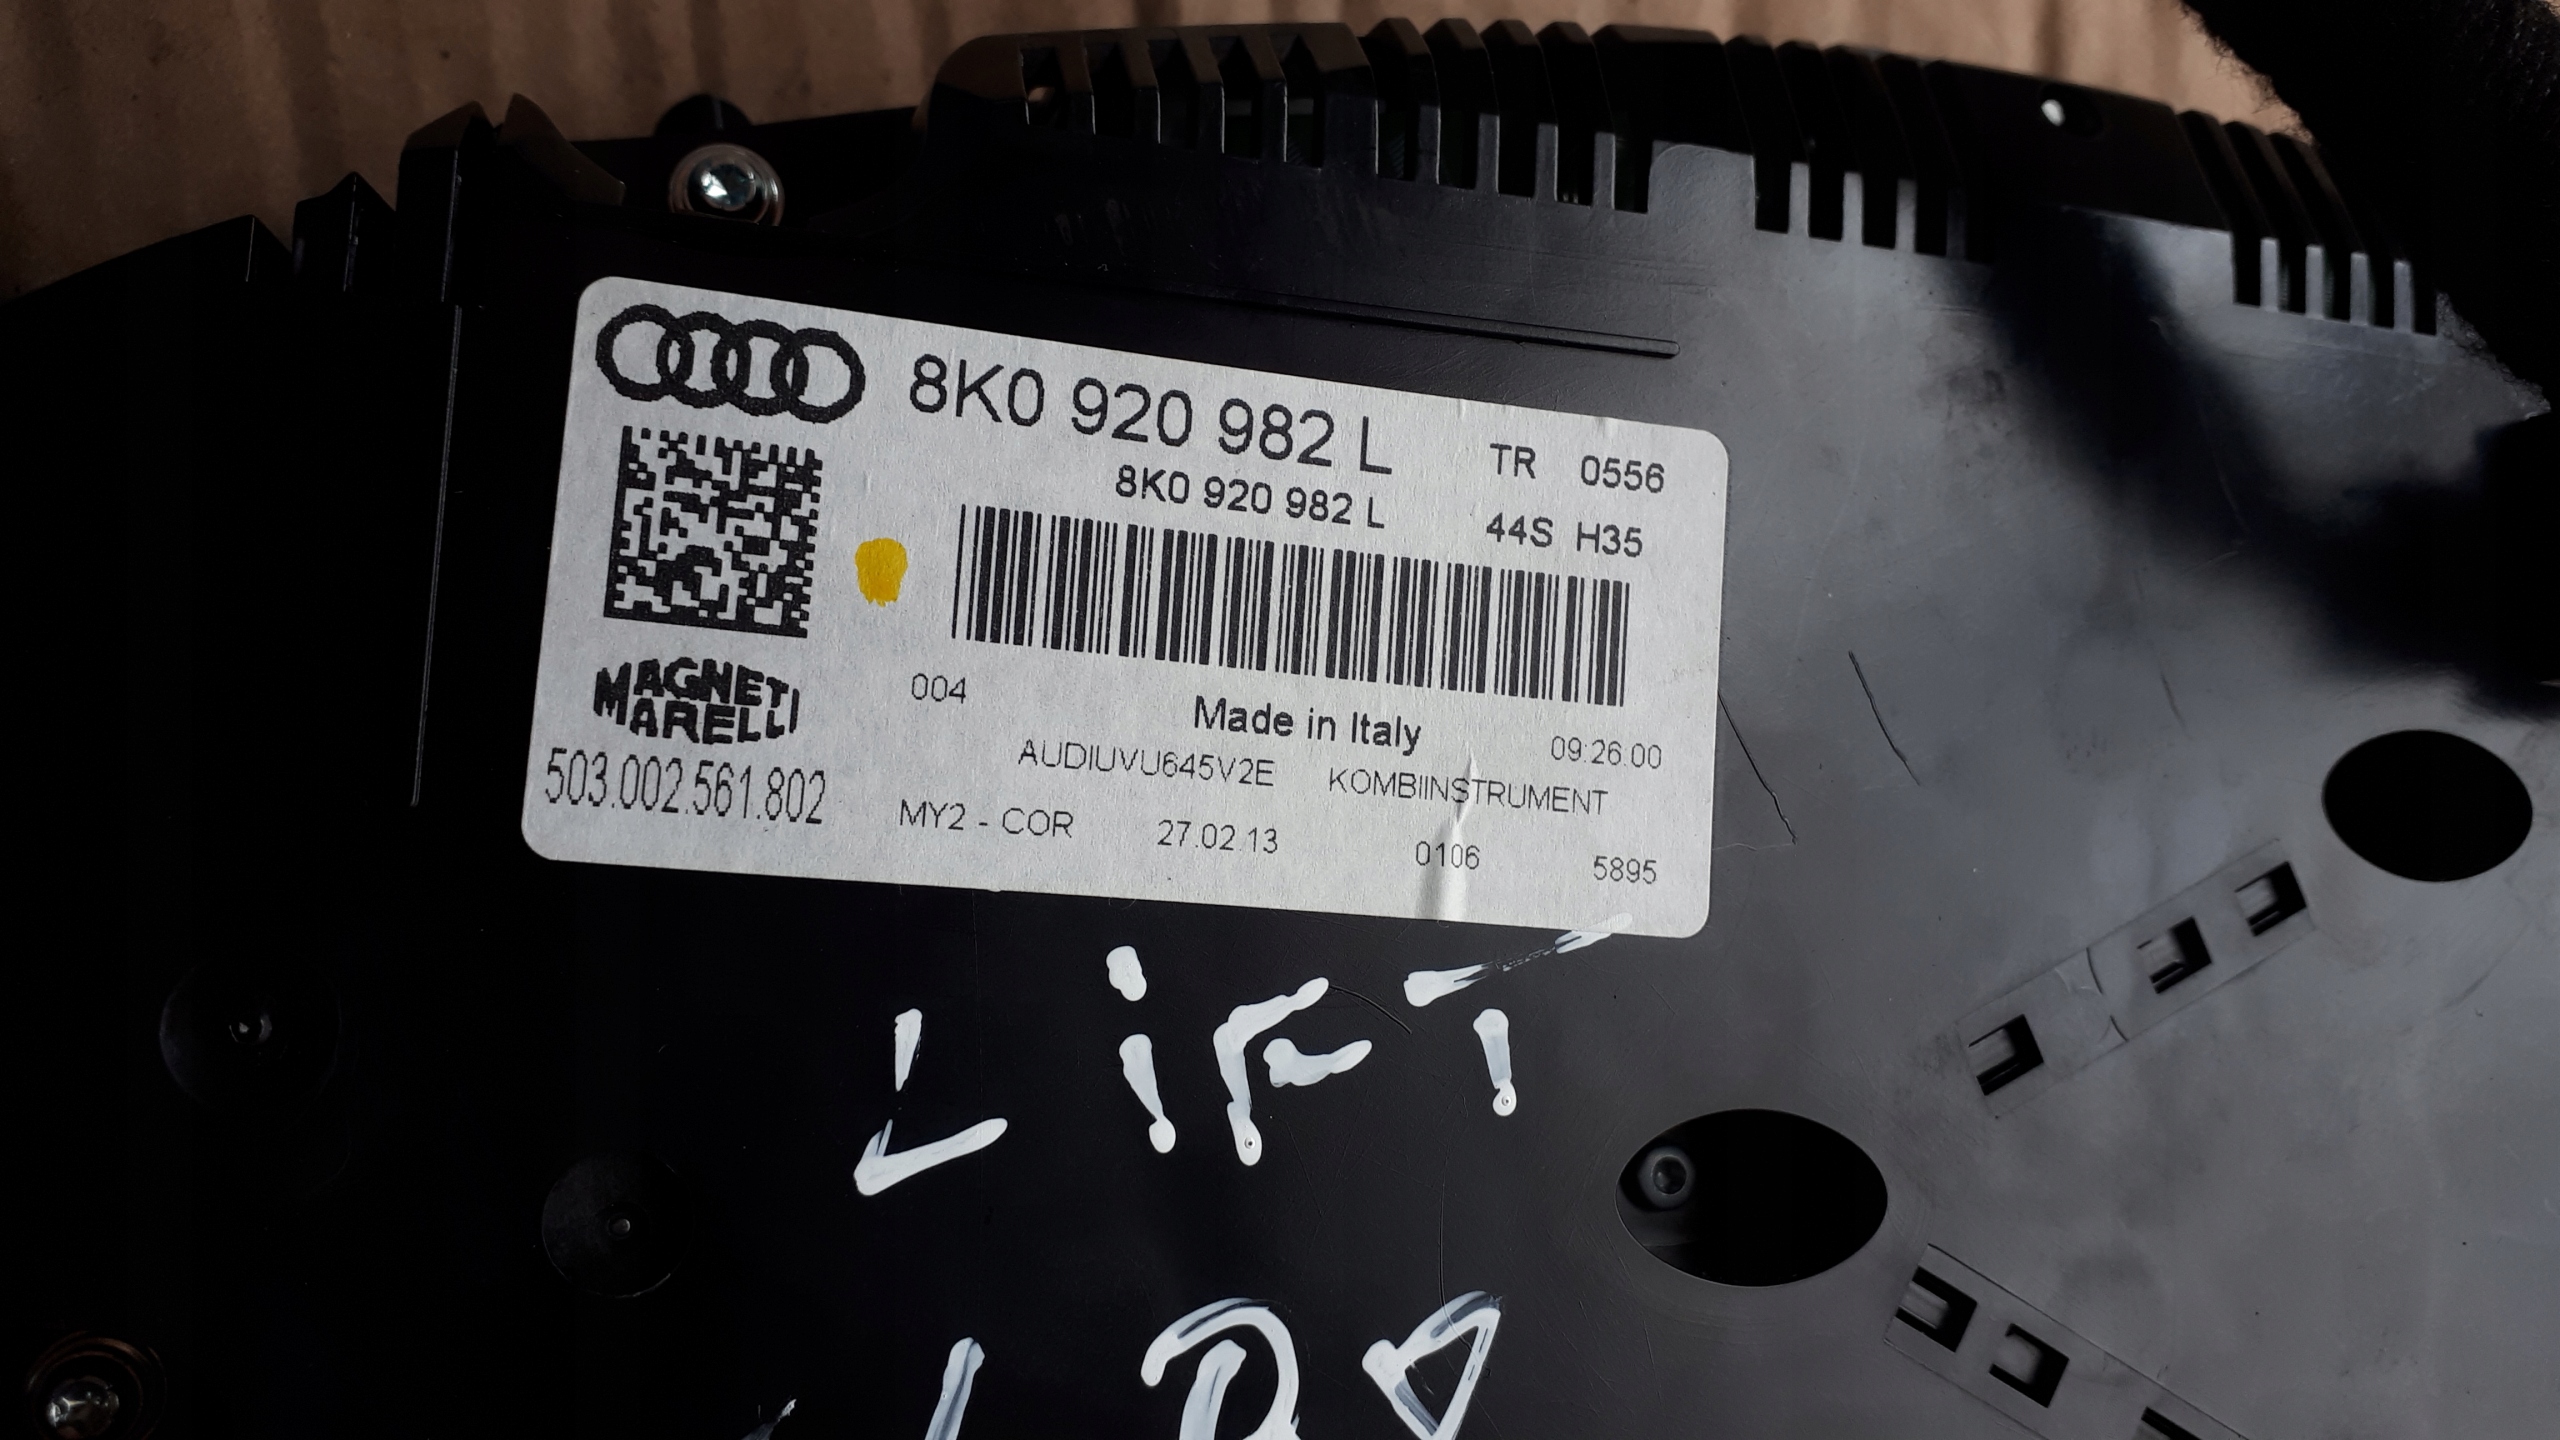 8K0 920 982 L
TR 0556
8K0 920 982 L
44S H35
004
Made in Italy
09:26:00
MAGNETI
MARELLI
AUDIUVU645V2E KOMBIINSTRUMENT
503.002.561.802
MY2 - COR 27.02.13 0106 5895
LiFT